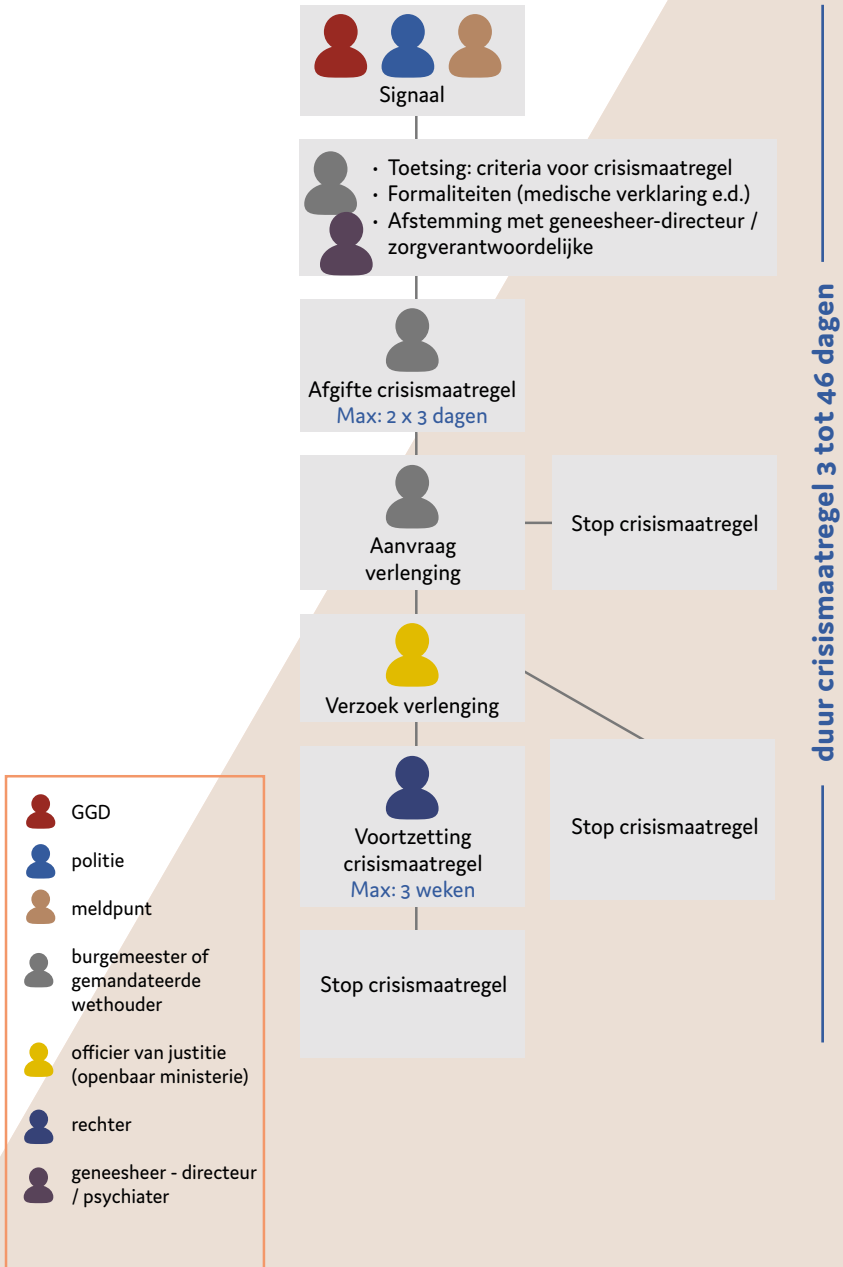 Signaal
• Toetsing: criteria voor crisismaatregel
• Formaliteiten (medische verklaring e.d.)
• Afstemming met geneesheer-directeur /
zorgverantwoordelijke
Afgifte crisismaatregel
Max: 2 x 3 dagen
Aanvraag
verlenging
Stop crisismaatregel
Verzoek verlenging
Voortzetting
crisismaatregel
Max: 3 weken
Stop crisismaatregel
Stop crisismaatregel
duur crisismaatregel 3 tot 46 dagen
GGD
politie
meldpunt
burgemeester of
gemandateerde
wethouder
officier van justitie
(openbaar ministerie)
rechter
geneesheer - directeur
/ psychiater